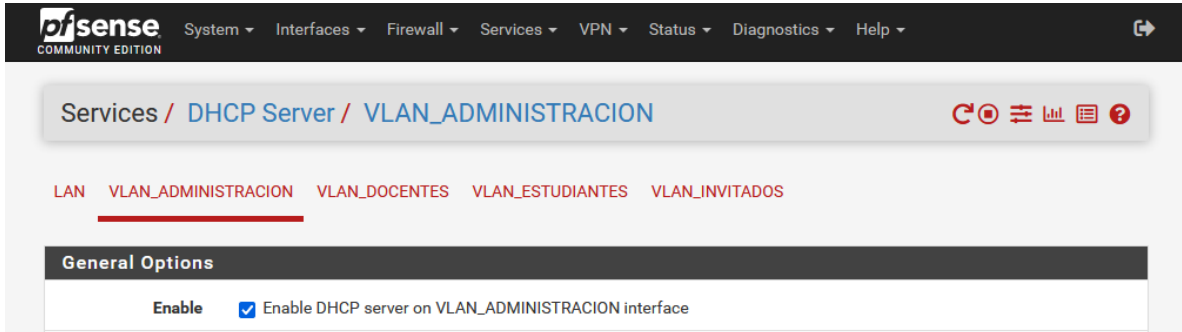 pfsense System Interfaces Firewall Services VPN Status Diagnostics Help
COMMUNITY EDITION
Services / DHCP Server / VLAN_ADMINISTRACION
LAN VLAN_ADMINISTRACION VLAN_DOCENTES VLAN_ESTUDIANTES VLAN_INVITADOS
General Options
Enable Enable DHCP server on VLAN_ADMINISTRACION interface